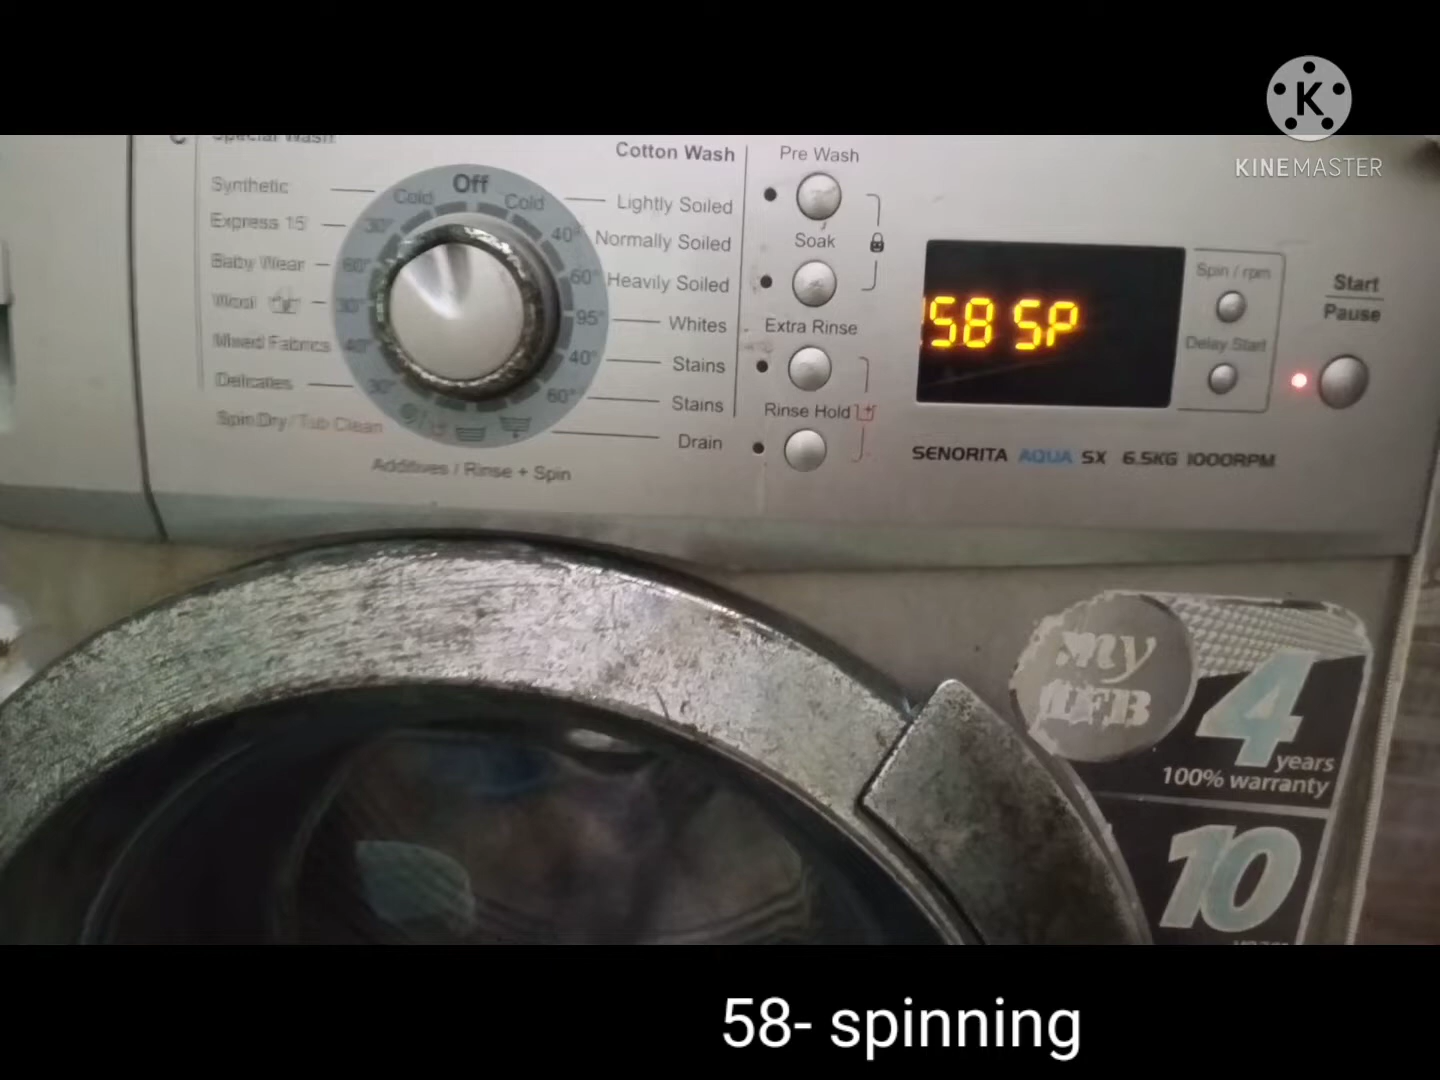 KINEMASTER
Special Wash
Synthetic
Express 15'
Baby Wear
Wool
Mixed Fabrics
Delicates
Spin Dry / Tub Clean
Additives / Rinse + Spin
Off
Cold
30°
60°
30°
40°
30°
Cold
40°
60°
95°
40°
60°
Cotton Wash
Lightly Soiled
Normally Soiled
Heavily Soiled
Whites
Stains
Stains
Drain
Pre Wash
Soak
Extra Rinse
Rinse Hold
58 SP
Spin / rpm
Delay Start
Start
Pause
SENORITA AQUA SX 6.5KG 1000RPM
my
IFB
4
years
100% warranty
10
58- spinning